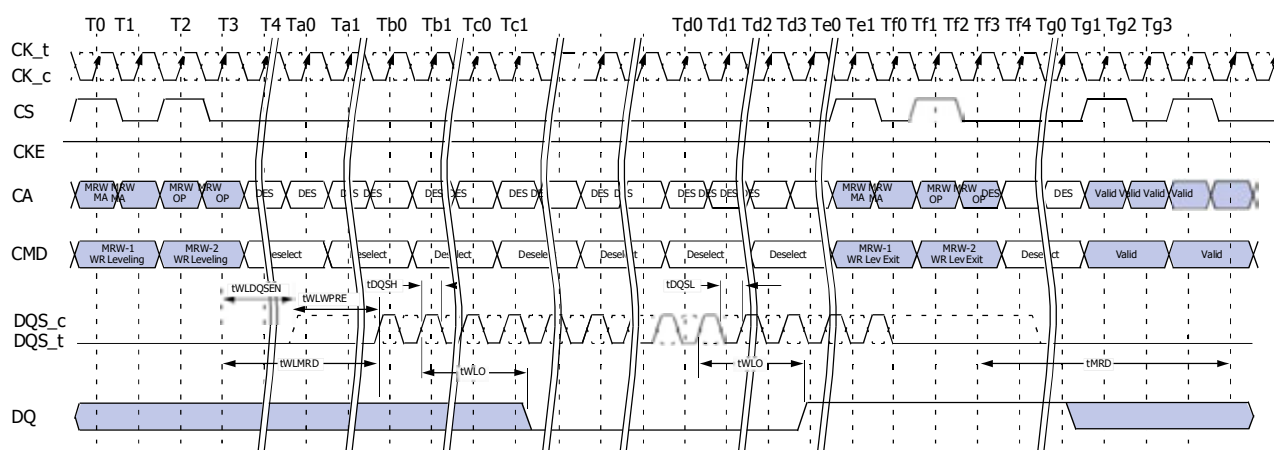 T0 T1 T2 T3 T4 Ta0 Ta1 Tb0 Tb1 Tc0 Tc1 Td0 Td1 Td2 Td3 Te0 Te1 Tf0 Tf1 Tf2 Tf3 Tf4 Tg0 Tg1 Tg2 Tg3
CK_t
CK_c
CS
CKE
CA
MRW MA
MRW MA
MRW OP
MRW OP
DES DES DES DES DES DES DES DES DES DES DES DES DES DES
MRW MA
MRW MA
MRW OP
MRW OP
DES DES
Valid Valid Valid Valid
CMD
MRW-1 WR Leveling
MRW-2 WR Leveling
Deselect Deselect Deselect Deselect Deselect Deselect Deselect
MRW-1 WR Lev Exit
MRW-2 WR Lev Exit
Deselect
Valid Valid
tWLDQSEN
tWLWPRE
tDQSH
tDQSL
DQS_c
DQS_t
tWLMRD
tWLO
tWLO
tMRD
DQ